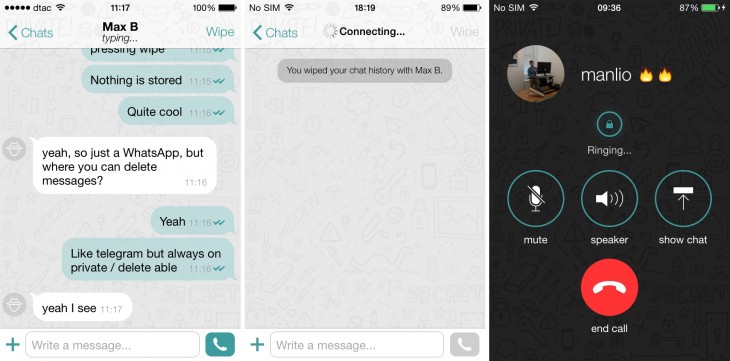 dtac 11:17 100%
Chats Max B Wipe
typing...
pressing wipe
Nothing is stored 11:15
Quite cool 11:16
yeah, so just a WhatsApp, but
where you can delete
messages? 11:16
Yeah 11:16
Like telegram but always on
private / delete able 11:16
yeah I see 11:17
Write a message...
No SIM 18:19 89%
Chats Connecting... Wipe
You wiped your chat history with Max B.
Write a message...
No SIM 09:36 87%
manlio 🔥🔥
Ringing...
mute speaker show chat
end call